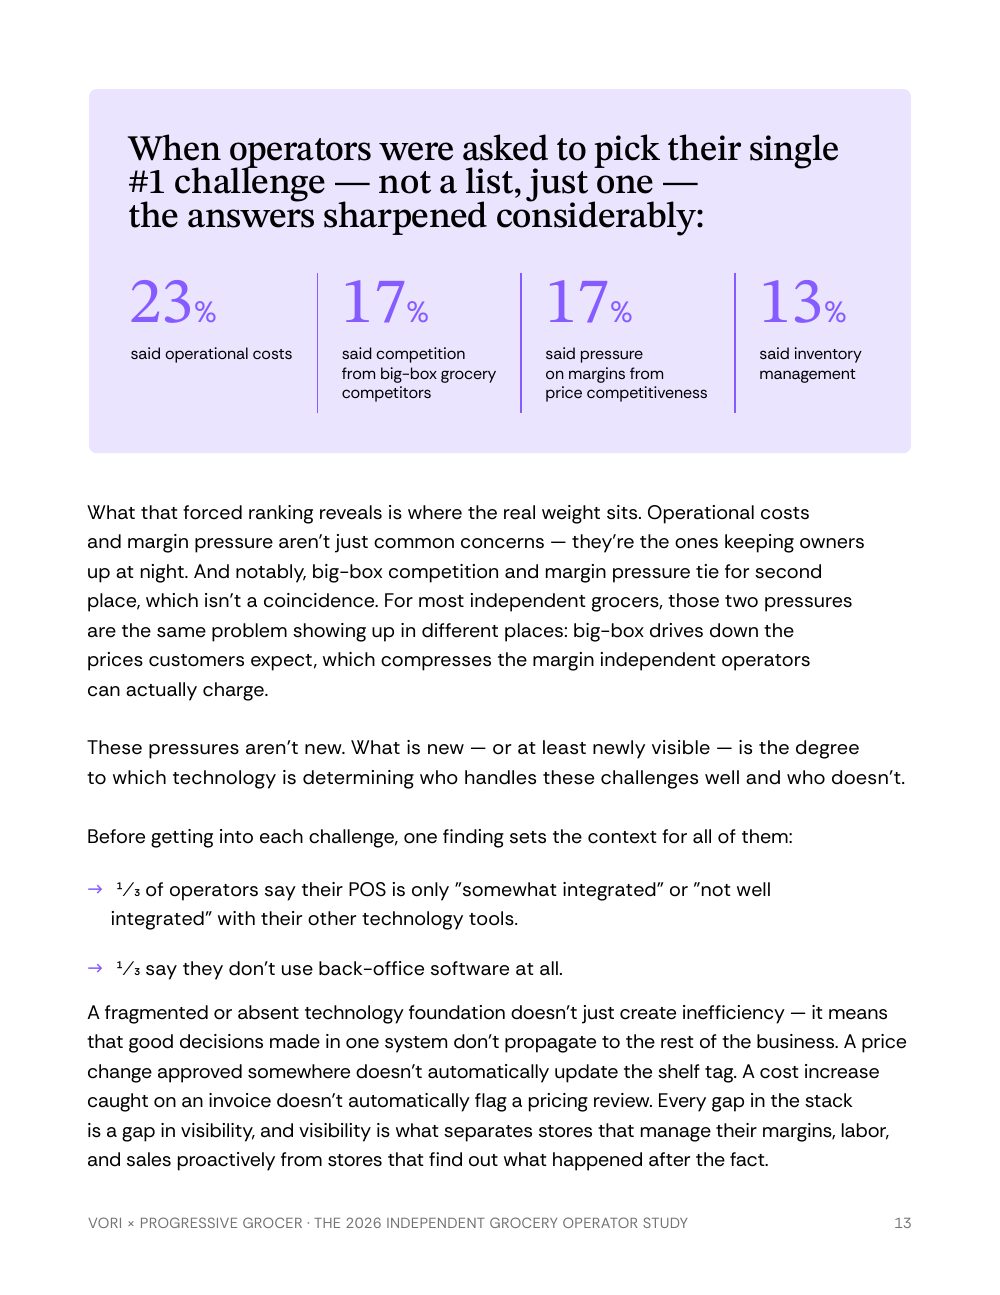 When operators were asked to pick their single
#1 challenge — not a list, just one —
the answers sharpened considerably:
23%
said operational costs
17%
said competition
from big-box grocery
competitors
17%
said pressure
on margins from
price competitiveness
13%
said inventory
management
What that forced ranking reveals is where the real weight sits. Operational costs
and margin pressure aren’t just common concerns — they’re the ones keeping owners
up at night. And notably, big-box competition and margin pressure tie for second
place, which isn’t a coincidence. For most independent grocers, those two pressures
are the same problem showing up in different places: big-box drives down the
prices customers expect, which compresses the margin independent operators
can actually charge.
These pressures aren’t new. What is new — or at least newly visible — is the degree
to which technology is determining who handles these challenges well and who doesn’t.
Before getting into each challenge, one finding sets the context for all of them:
→ ⅓ of operators say their POS is only ”somewhat integrated” or ”not well
integrated” with their other technology tools.
→ ⅓ say they don’t use back-office software at all.
A fragmented or absent technology foundation doesn’t just create inefficiency — it means
that good decisions made in one system don’t propagate to the rest of the business. A price
change approved somewhere doesn’t automatically update the shelf tag. A cost increase
caught on an invoice doesn’t automatically flag a pricing review. Every gap in the stack
is a gap in visibility, and visibility is what separates stores that manage their margins, labor,
and sales proactively from stores that find out what happened after the fact.
VORI × PROGRESSIVE GROCER · THE 2026 INDEPENDENT GROCERY OPERATOR STUDY
13